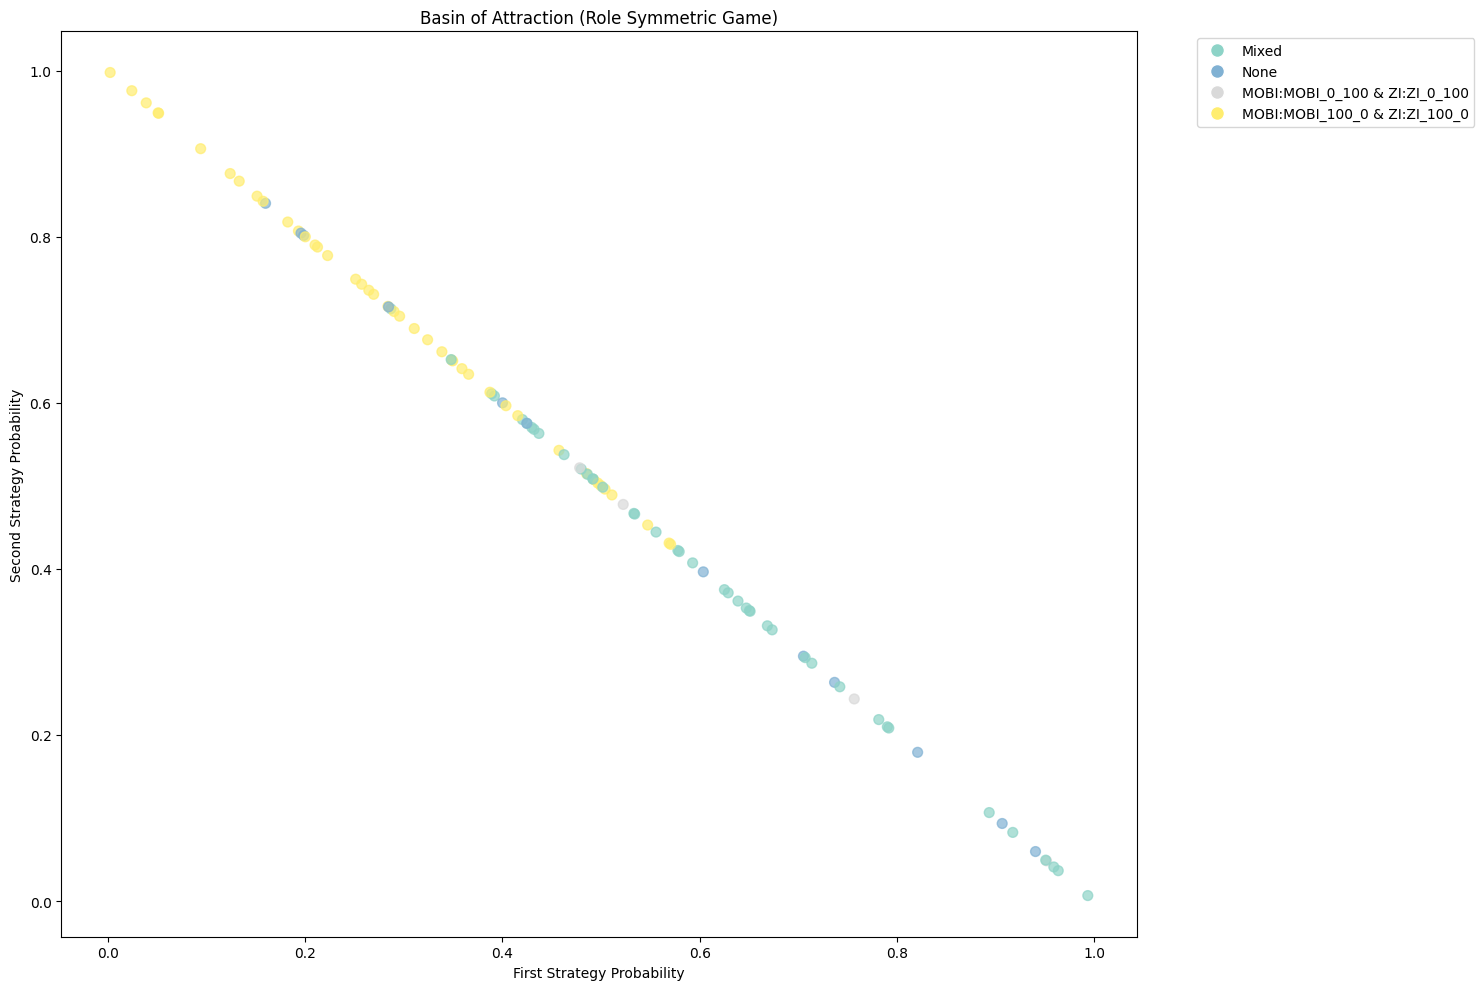 Basin of Attraction (Role Symmetric Game)
Mixed
None
MOBI:MOBI_0_100 & ZI:ZI_0_100
MOBI:MOBI_100_0 & ZI:ZI_100_0
Second Strategy Probability
1.0
0.8
0.6
0.4
0.2
0.0
0.0 0.2 0.4 0.6 0.8 1.0
First Strategy Probability